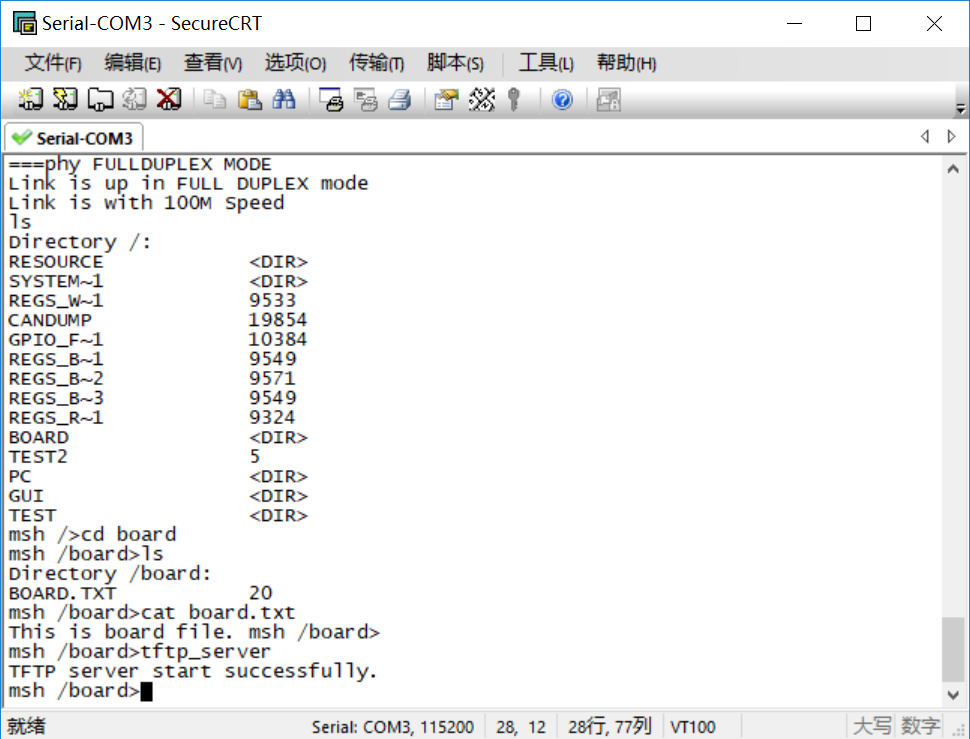 Serial-COM3 - SecureCRT
文件(F) 编辑(E) 查看(V) 选项(O) 传输(T) 脚本(S) 工具(L) 帮助(H)
Serial-COM3
===phy FULLDUPLEX MODE
Link is up in FULL DUPLEX mode
Link is with 100M Speed
ls
Directory /:
RESOURCE <DIR>
SYSTEM~1 <DIR>
REGS_W~1 9533
CANDUMP 19854
GPIO_F~1 10384
REGS_B~1 9549
REGS_B~2 9571
REGS_B~3 9549
REGS_R~1 9324
BOARD <DIR>
TEST2 5
PC <DIR>
GUI <DIR>
TEST <DIR>
msh />cd board
msh /board>ls
Directory /board:
BOARD.TXT 20
msh /board>cat board.txt
This is board file. msh /board>
msh /board>tftp_server
TFTP server start successfully.
msh /board>
就绪 Serial: COM3, 115200 28, 12 28行, 77列 VT100 大写 数字